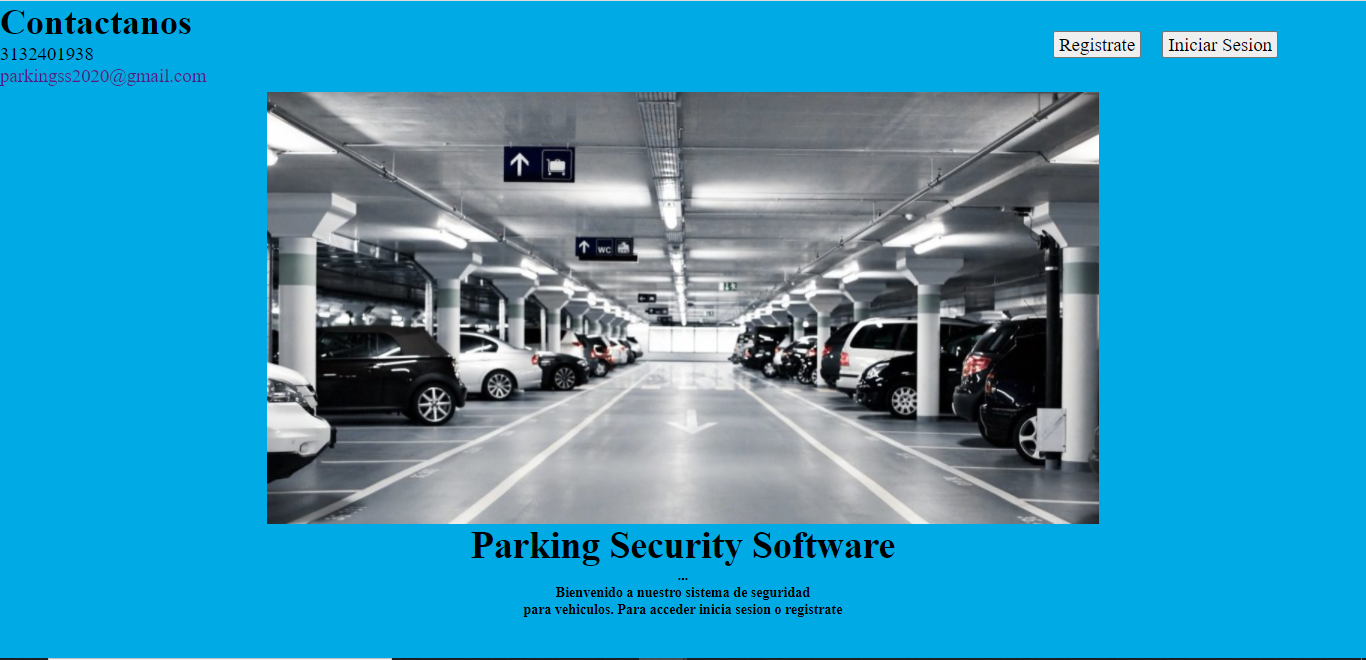 Contactanos
3132401938
parkingss2020@gmail.com
Registrate
Iniciar Sesion
WC
Parking Security Software
...
Bienvenido a nuestro sistema de seguridad
para vehiculos. Para acceder inicia sesion o registrate